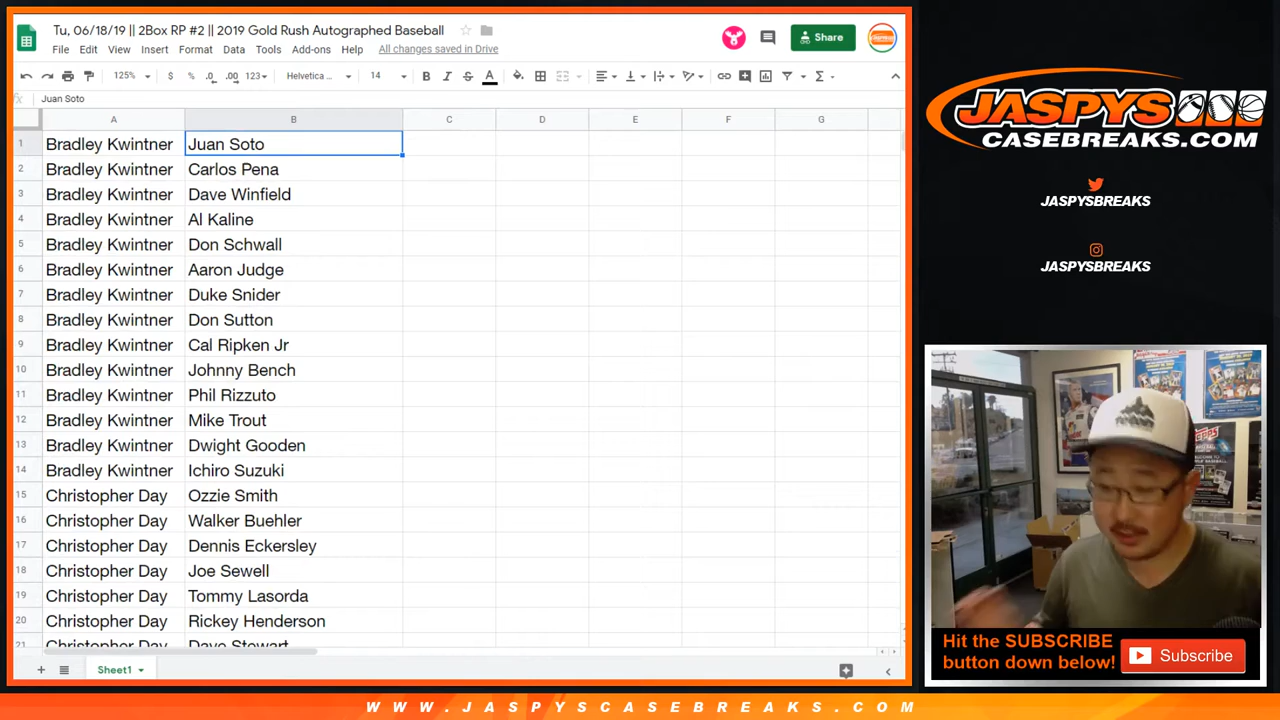 Tu, 06/18/19 || 2Box RP #2 || 2019 Gold Rush Autographed Baseball
File Edit View Insert Format Data Tools Add-ons Help All changes saved in Drive
Share
125% $ % .0 .00 123 Helvetica ... 14 B I S A
fx Juan Soto
A B C D E F G
1 Bradley Kwintner Juan Soto
2 Bradley Kwintner Carlos Pena
3 Bradley Kwintner Dave Winfield
4 Bradley Kwintner Al Kaline
5 Bradley Kwintner Don Schwall
6 Bradley Kwintner Aaron Judge
7 Bradley Kwintner Duke Snider
8 Bradley Kwintner Don Sutton
9 Bradley Kwintner Cal Ripken Jr
10 Bradley Kwintner Johnny Bench
11 Bradley Kwintner Phil Rizzuto
12 Bradley Kwintner Mike Trout
13 Bradley Kwintner Dwight Gooden
14 Bradley Kwintner Ichiro Suzuki
15 Christopher Day Ozzie Smith
16 Christopher Day Walker Buehler
17 Christopher Day Dennis Eckersley
18 Christopher Day Joe Sewell
19 Christopher Day Tommy Lasorda
20 Christopher Day Rickey Henderson
21 Christopher Day Dave Stewart
Sheet1
JASPYS
CASEBREAKS.COM
JASPYSBREAKS
JASPYSBREAKS
TOPPS
Hit the SUBSCRIBE
button down below!
Subscribe
WWW.JASPYSCASEBREAKS.COM